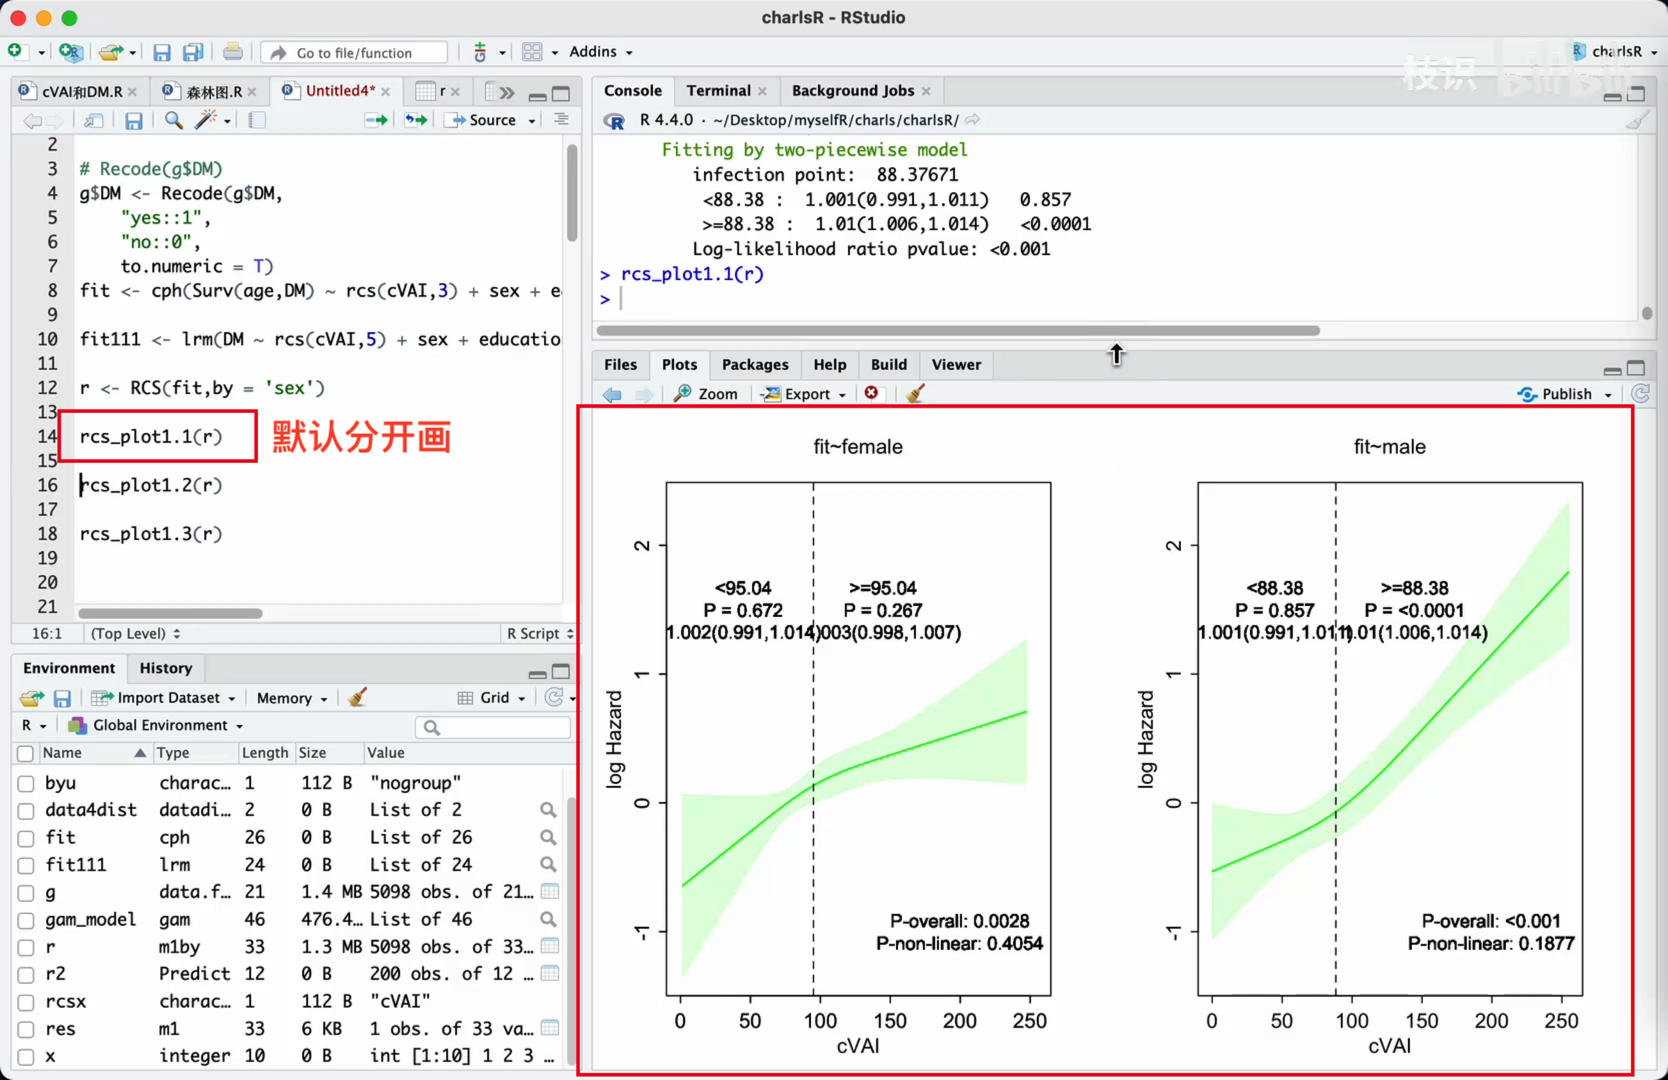 charlsR - RStudio
Go to file/function
Addins
charlsR
枝识 bilibili
cVAI和DM.R
森林图.R
Untitled4*
r
Source
2
3 # Recode(g$DM)
4 g$DM <- Recode(g$DM,
5 "yes::1",
6 "no::0",
7 to.numeric = T)
8 fit <- cph(Surv(age,DM) ~ rcs(cVAI,3) + sex + e
9
10 fit111 <- lrm(DM ~ rcs(cVAI,5) + sex + educatio
11
12 r <- RCS(fit,by = 'sex')
13
14 rcs_plot1.1(r)
默认分开画
15
16 rcs_plot1.2(r)
17
18 rcs_plot1.3(r)
19
20
21
16:1 (Top Level) R Script
Console Terminal Background Jobs
R 4.4.0 · ~/Desktop/myselfR/charls/charlsR/
Fitting by two-piecewise model
infection point: 88.37671
<88.38 : 1.001(0.991,1.011) 0.857
>=88.38 : 1.01(1.006,1.014) <0.0001
Log-likelihood ratio pvalue: <0.001
> rcs_plot1.1(r)
>
Environment History
Import Dataset Memory Grid
R Global Environment
Name Type Length Size Value
byu charac... 1 112 B "nogroup"
data4dist datadi... 2 0 B List of 2
fit cph 26 0 B List of 26
fit111 lrm 24 0 B List of 24
g data.f... 21 1.4 MB 5098 obs. of 21...
gam_model gam 46 476.4... List of 46
r m1by 33 1.3 MB 5098 obs. of 33...
r2 Predict 12 0 B 200 obs. of 12 ...
rcsx charac... 1 112 B "cVAI"
res m1 33 6 KB 1 obs. of 33 va...
x integer 10 0 B int [1:10] 1 2 3 ...
Files Plots Packages Help Build Viewer
Zoom Export Publish
fit~female
2
1
0
-1
log Hazard
<95.04
P = 0.672
1.002(0.991,1.014)
>=95.04
P = 0.267
003(0.998,1.007)
P-overall: 0.0028
P-non-linear: 0.4054
0 50 100 150 200 250
cVAI
fit~male
2
1
0
-1
log Hazard
<88.38
P = 0.857
1.001(0.991,1.011)
>=88.38
P = <0.0001
1.01(1.006,1.014)
P-overall: <0.001
P-non-linear: 0.1877
0 50 100 150 200 250
cVAI